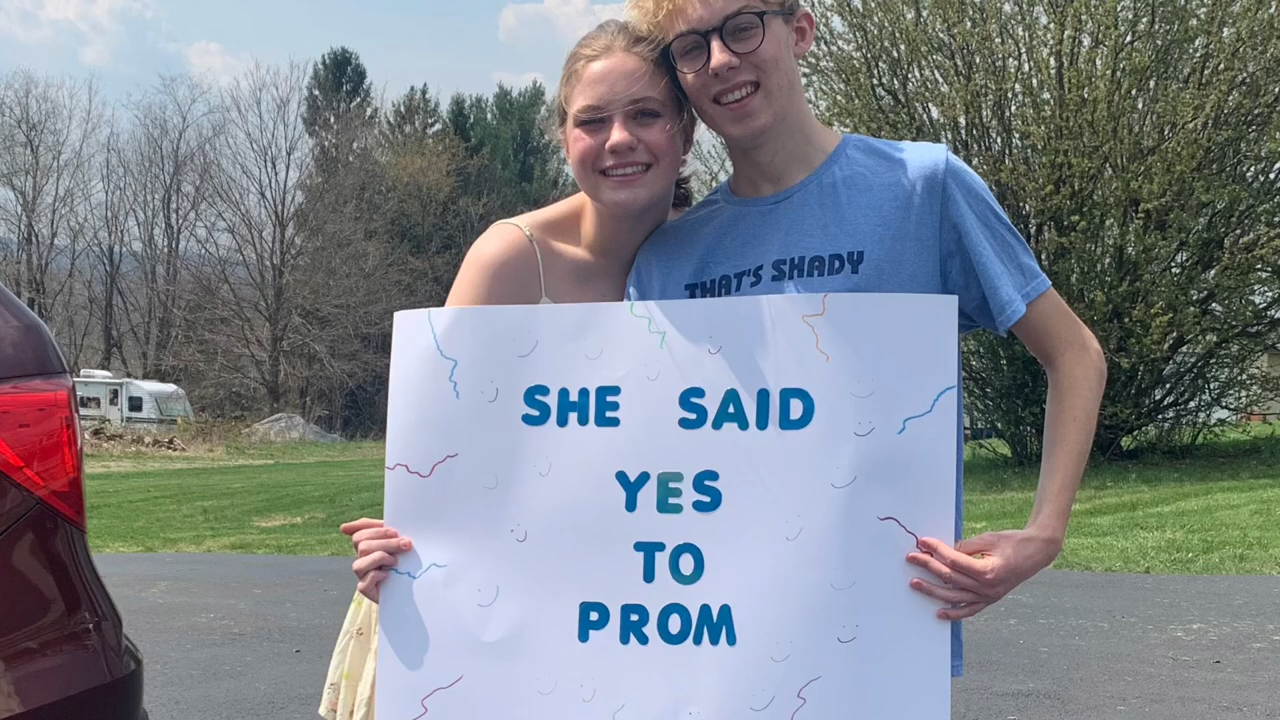 THAT'S SHADY
SHE SAID
YES
TO
PROM